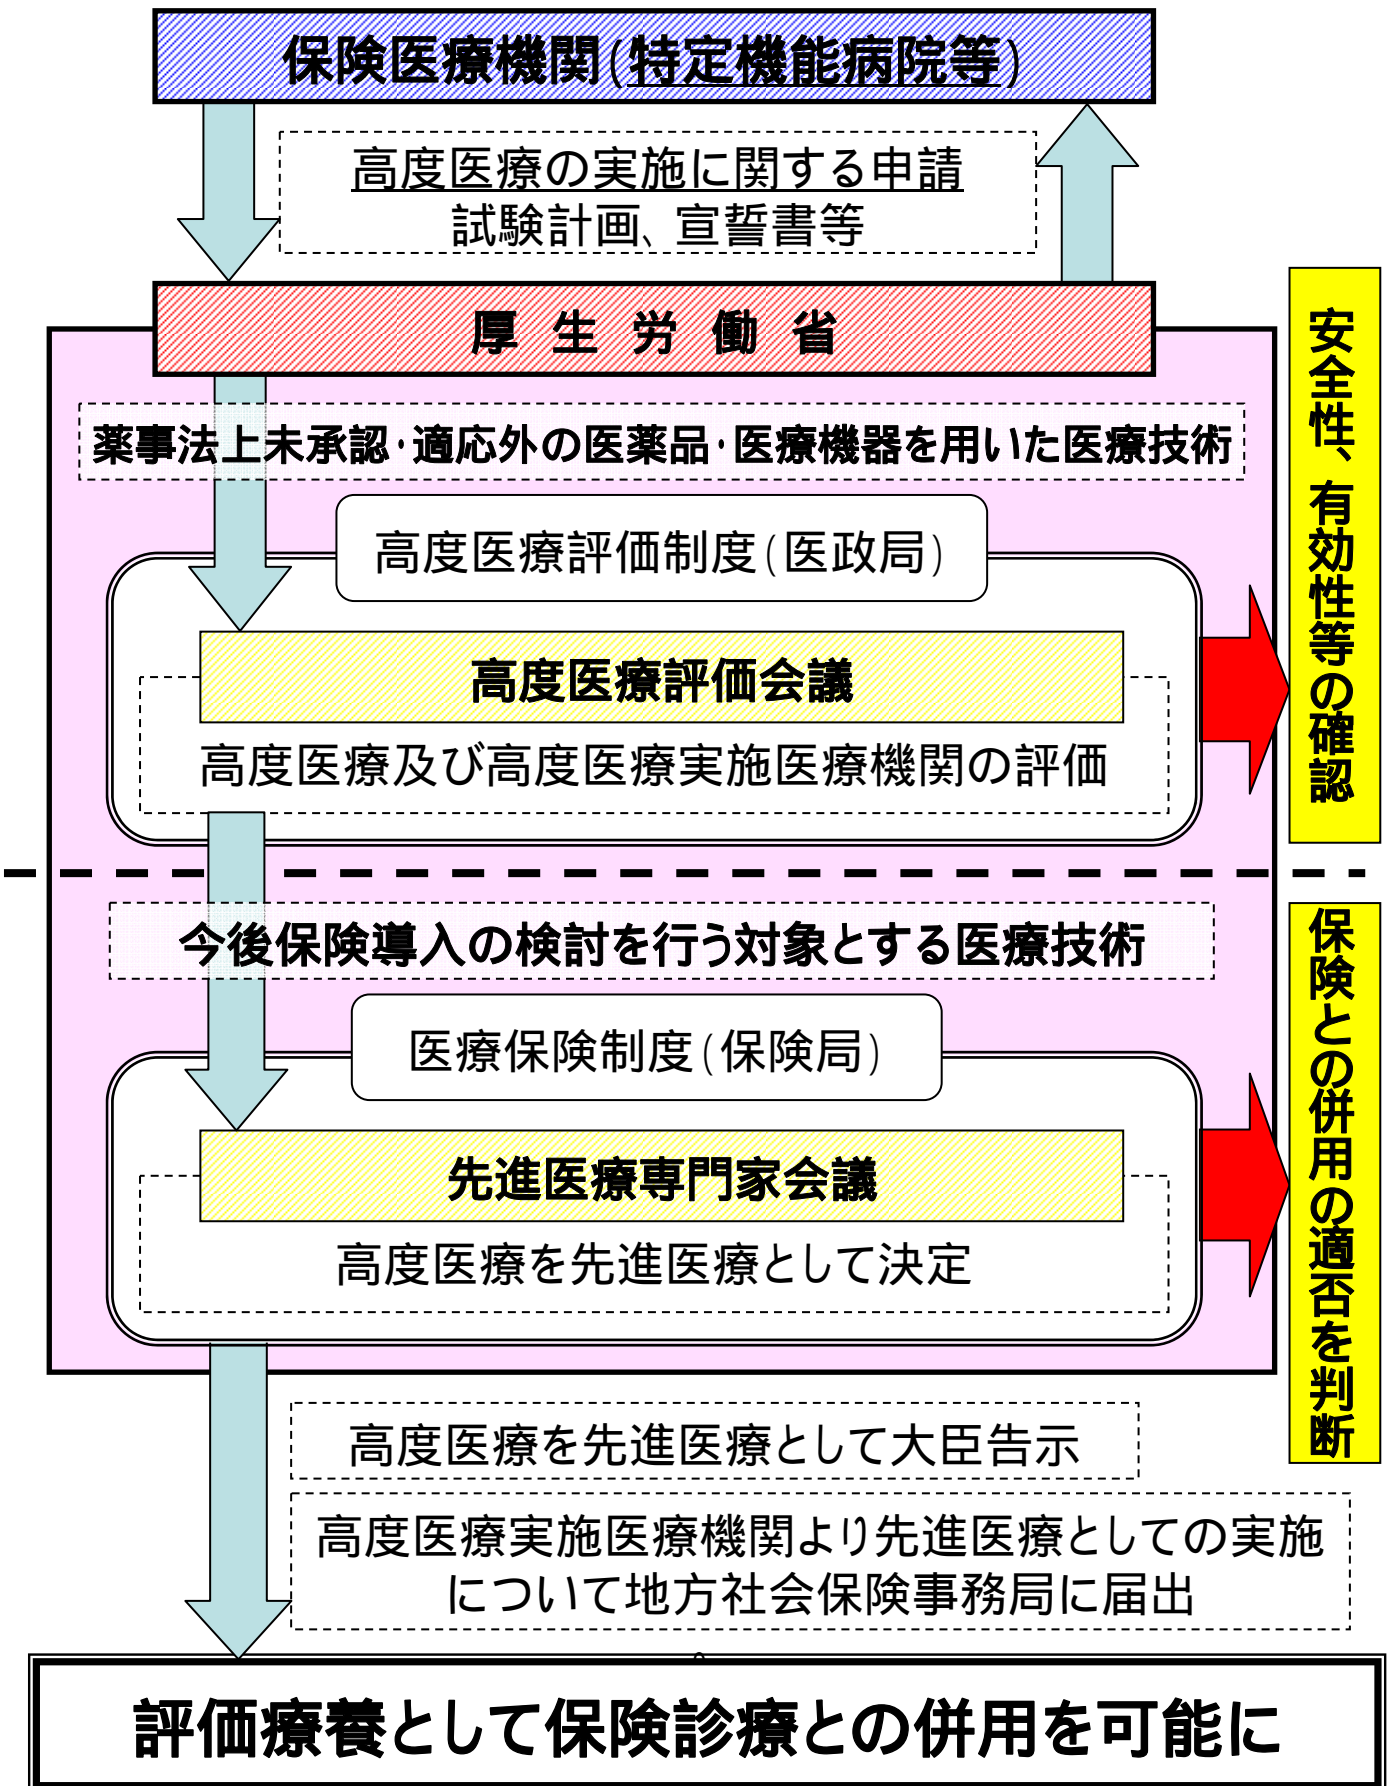 保険医療機関(特定機能病院等)
高度医療の実施に関する申請
試験計画、宣誓書等
厚生労働省
薬事法上未承認・適応外の医薬品・医療機器を用いた医療技術
高度医療評価制度(医政局)
高度医療評価会議
高度医療及び高度医療実施医療機関の評価
安全性、有効性等の確認
今後保険導入の検討を行う対象とする医療技術
医療保険制度(保険局)
先進医療専門家会議
高度医療を先進医療として決定
保険との併用の適否を判断
高度医療を先進医療として大臣告示
高度医療実施医療機関より先進医療としての実施
について地方社会保険事務局に届出
評価療養として保険診療との併用を可能に